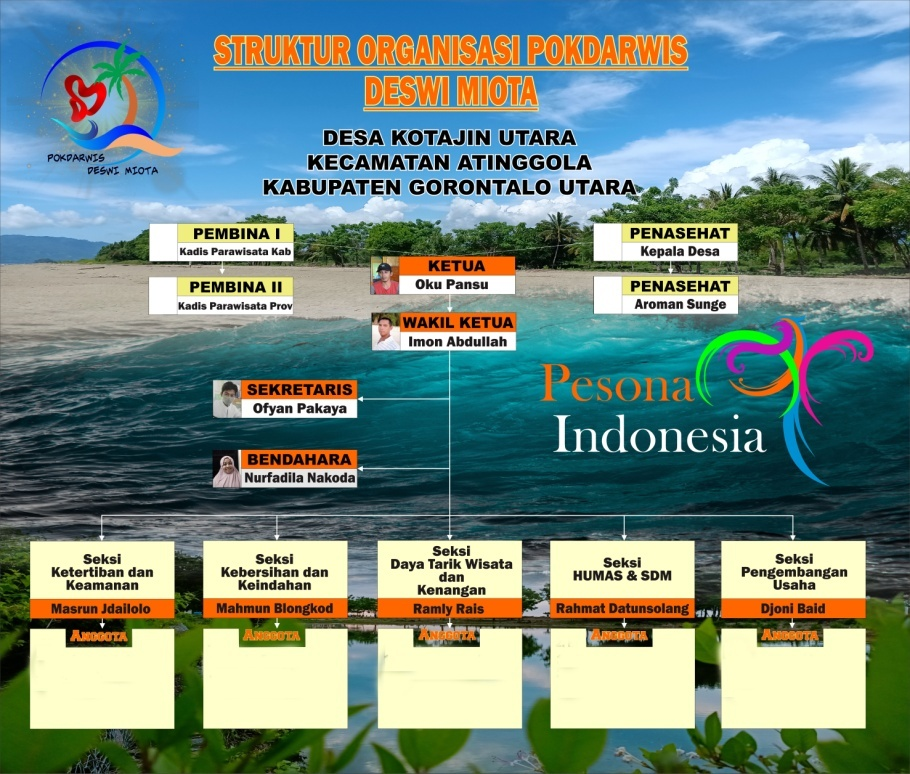 STRUKTUR ORGANISASI POKDARWIS
DESWI MIOTA
POKDARWIS
DESWI MIOTA
DESA KOTAJIN UTARA
KECAMATAN ATINGGOLA
KABUPATEN GORONTALO UTARA
PEMBINA I
Kadis Parawisata Kab
PEMBINA II
Kadis Parawisata Prov
KETUA
Oku Pansu
WAKIL KETUA
Imon Abdullah
PENASEHAT
Kepala Desa
PENASEHAT
Aroman Sunge
SEKRETARIS
Ofyan Pakaya
BENDAHARA
Nurfadila Nakoda
Pesona
Indonesia
Seksi
Ketertiban dan
Keamanan
Masrun Jdailolo
Anggota
Seksi
Kebersihan dan
Keindahan
Mahmun Blongkod
Anggota
Seksi
Daya Tarik Wisata
dan
Kenangan
Ramly Rais
Anggota
Seksi
HUMAS & SDM
Rahmat Datunsolang
Anggota
Seksi
Pengembangan
Usaha
Djoni Baid
Anggota